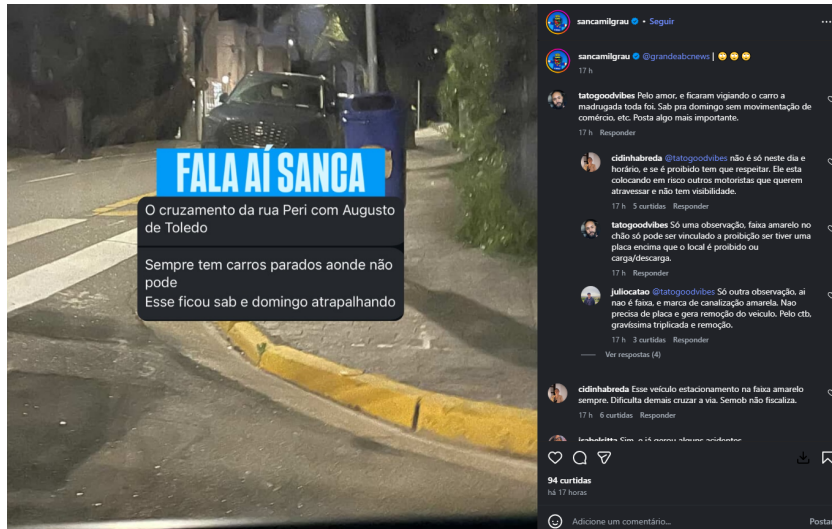 FALA AÍ SANCA
O cruzamento da rua Peri com Augusto
de Toledo
Sempre tem carros parados aonde não
pode
Esse ficou sab e domingo atrapalhando
sancamilgrau • Seguir
sancamilgrau @grandeabcnews |
17 h
tatogoodvibes Pelo amor, e ficaram vigiando o carro a
madrugada toda foi. Sab pra domingo sem movimentação de
comércio, etc. Posta algo mais importante.
17 h Responder
cidinhabreda @tatogoodvibes não é só neste dia e
horário, e se é proibido tem que respeitar. Ele esta
colocando em risco outros motoristas que querem
atravessar e não tem visibilidade.
17 h 5 curtidas Responder
tatogoodvibes Só uma observação, faixa amarelo no
chão só pode ser vinculado a proibição ser tiver uma
placa encima que o local é proibido ou
carga/descarga.
17 h Responder
juliocatao @tatogoodvibes Só outra observação, ai
nao é faixa, e marca de canalização amarela. Nao
precisa de placa e gera remoção do veiculo. Pelo ctb,
gravíssima triplicada e remoção.
17 h 3 curtidas Responder
Ver respostas (4)
cidinhabreda Esse veículo estacionamento na faixa amarelo
sempre. Dificulta demais cruzar a via. Semob não fiscaliza.
17 h 6 curtidas Responder
isabelsitta Sim, e já gerou alguns acidentes
94 curtidas
há 17 horas
Adicione um comentário...
Postar